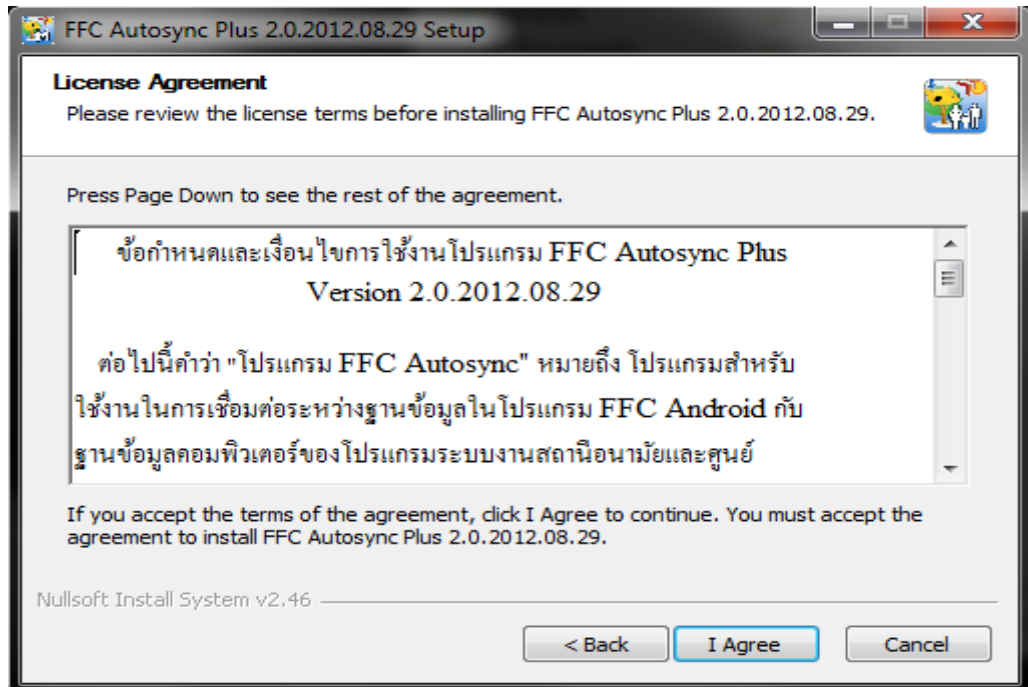 FFC Autosync Plus 2.0.2012.08.29 Setup
License Agreement
Please review the license terms before installing FFC Autosync Plus 2.0.2012.08.29.
Press Page Down to see the rest of the agreement.
ข้อกำหนดและเงื่อนไขการใช้งานโปรแกรม FFC Autosync Plus
Version 2.0.2012.08.29
ต่อไปนี้คำว่า "โปรแกรม FFC Autosync" หมายถึง โปรแกรมสำหรับ
ใช้งานในการเชื่อมต่อระหว่างฐานข้อมูลในโปรแกรม FFC Android กับ
ฐานข้อมูลคอมพิวเตอร์ของโปรแกรมระบบงานสถานีอนามัยและศูนย์
If you accept the terms of the agreement, click I Agree to continue. You must accept the
agreement to install FFC Autosync Plus 2.0.2012.08.29.
Nullsoft Install System v2.46
< Back I Agree Cancel